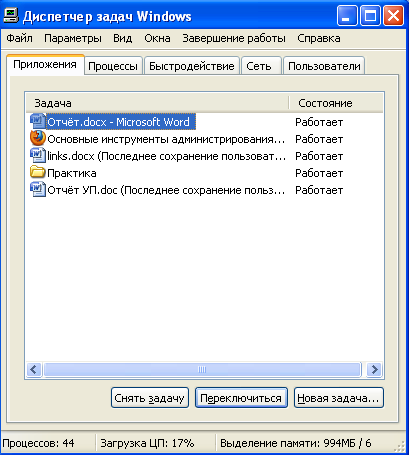 Диспетчер задач Windows
Файл Параметры Вид Окна Завершение работы Справка
Приложения Процессы Быстродействие Сеть Пользователи
Задача Состояние
Отчёт.docx - Microsoft Word Работает
Основные инструменты администрирования... Работает
links.docx (Последнее сохранение пользоват... Работает
Практика Работает
Отчёт УП.doc (Последнее сохранение польз... Работает
Снять задачу Переключиться Новая задача...
Процессов: 44 Загрузка ЦП: 17% Выделение памяти: 994МБ / 6